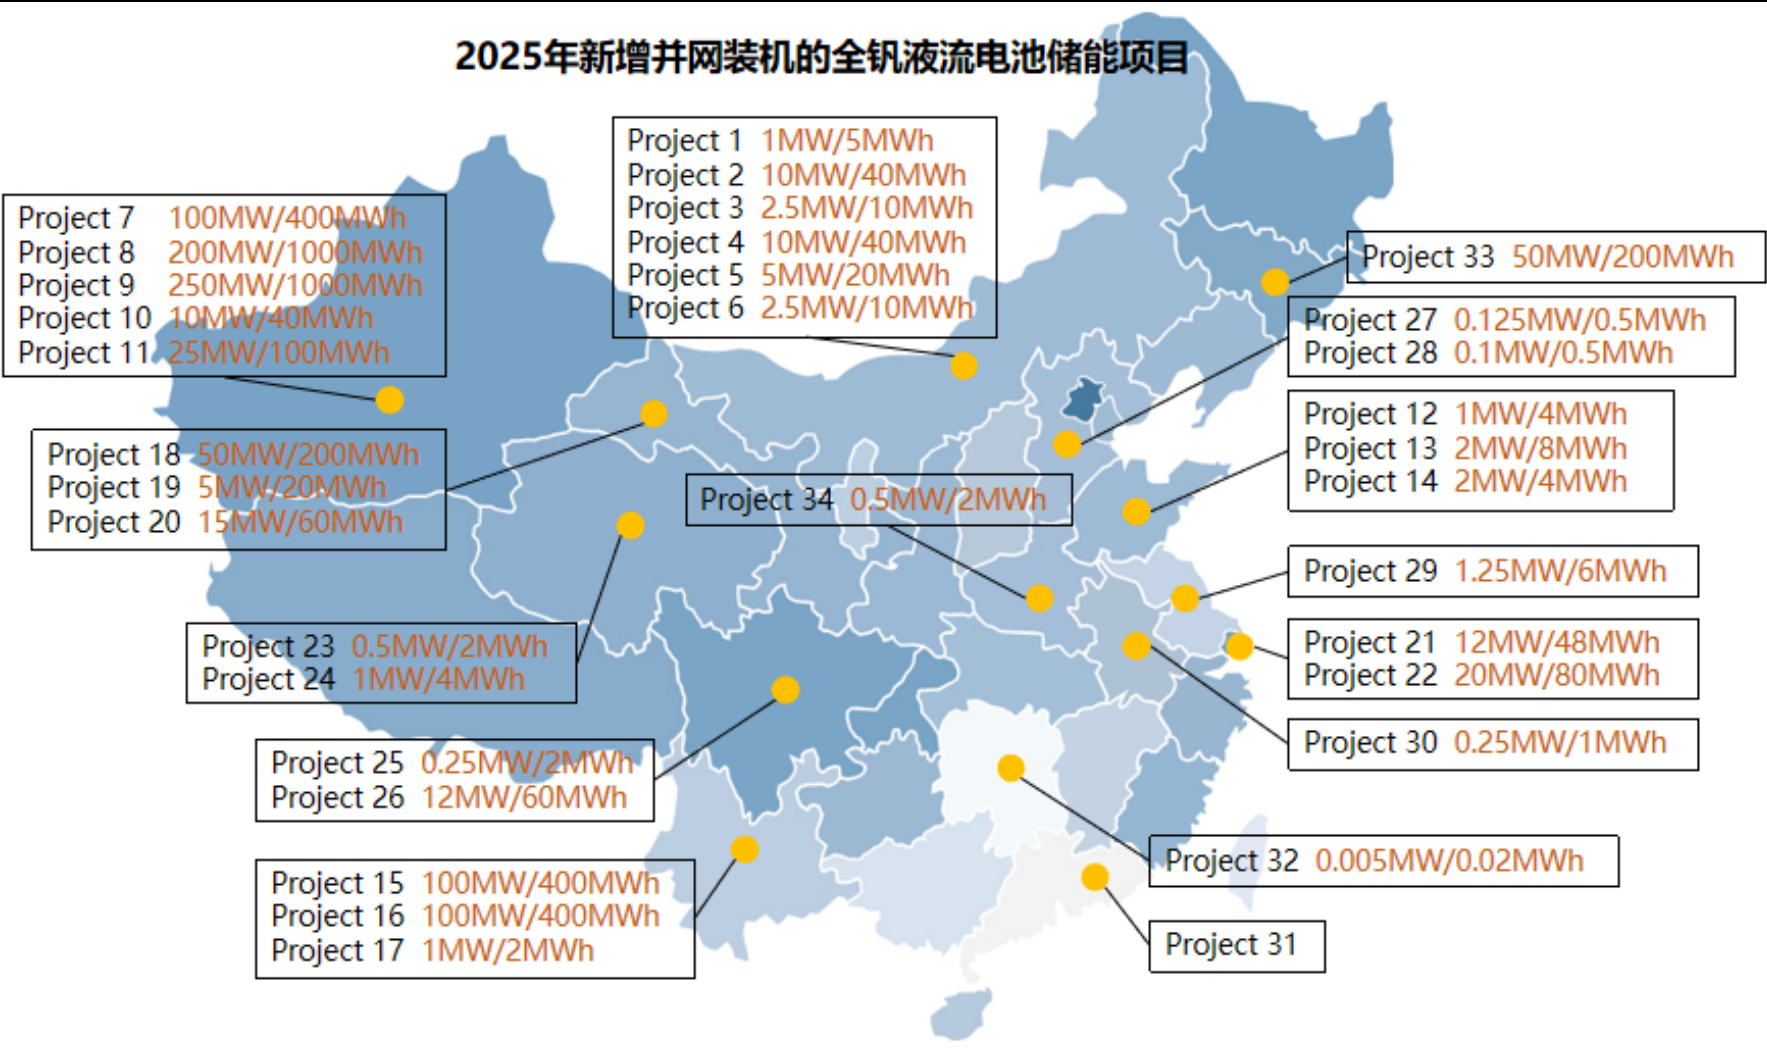 2025年新增并网装机的全钒液流电池储能项目
Project 1 1MW/5MWh
Project 2 10MW/40MWh
Project 3 2.5MW/10MWh
Project 4 10MW/40MWh
Project 5 5MW/20MWh
Project 6 2.5MW/10MWh
Project 7 100MW/400MWh
Project 8 200MW/1000MWh
Project 9 250MW/1000MWh
Project 10 10MW/40MWh
Project 11 25MW/100MWh
Project 33 50MW/200MWh
Project 27 0.125MW/0.5MWh
Project 28 0.1MW/0.5MWh
Project 12 1MW/4MWh
Project 13 2MW/8MWh
Project 14 2MW/4MWh
Project 18 50MW/200MWh
Project 19 5MW/20MWh
Project 20 15MW/60MWh
Project 34 0.5MW/2MWh
Project 29 1.25MW/6MWh
Project 23 0.5MW/2MWh
Project 24 1MW/4MWh
Project 21 12MW/48MWh
Project 22 20MW/80MWh
Project 30 0.25MW/1MWh
Project 25 0.25MW/2MWh
Project 26 12MW/60MWh
Project 32 0.005MW/0.02MWh
Project 15 100MW/400MWh
Project 16 100MW/400MWh
Project 17 1MW/2MWh
Project 31